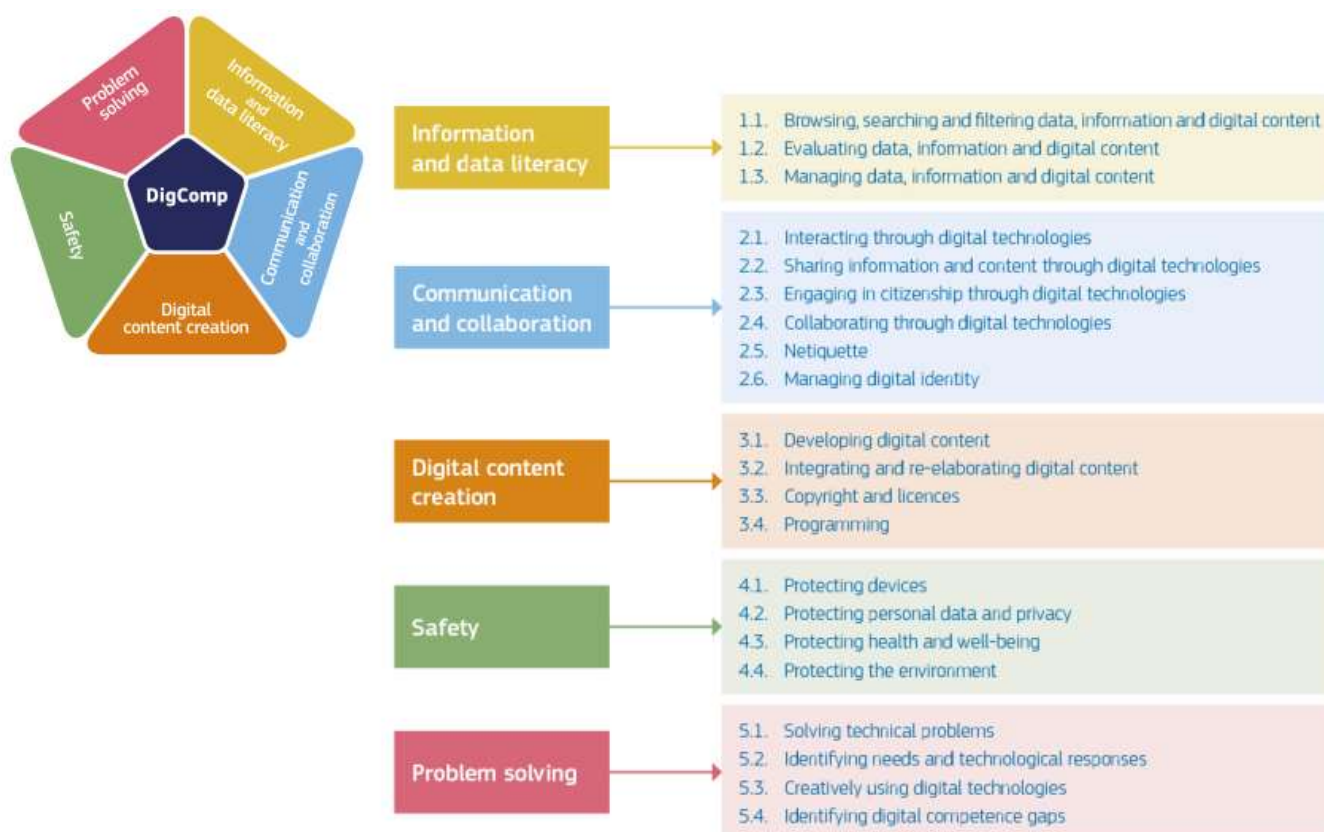 Problem
solving
Information
and
data literacy
DigComp
Safety
Communication
and
collaboration
Digital
content creation
Information
and data literacy
1.1. Browsing, searching and filtering data, information and digital content
1.2. Evaluating data, information and digital content
1.3. Managing data, information and digital content
Communication
and collaboration
2.1. Interacting through digital technologies
2.2. Sharing information and content through digital technologies
2.3. Engaging in citizenship through digital technologies
2.4. Collaborating through digital technologies
2.5. Netiquette
2.6. Managing digital identity
Digital content
creation
3.1. Developing digital content
3.2. Integrating and re-elaborating digital content
3.3. Copyright and licences
3.4. Programming
Safety
4.1. Protecting devices
4.2. Protecting personal data and privacy
4.3. Protecting health and well-being
4.4. Protecting the environment
Problem solving
5.1. Solving technical problems
5.2. Identifying needs and technological responses
5.3. Creatively using digital technologies
5.4. Identifying digital competence gaps